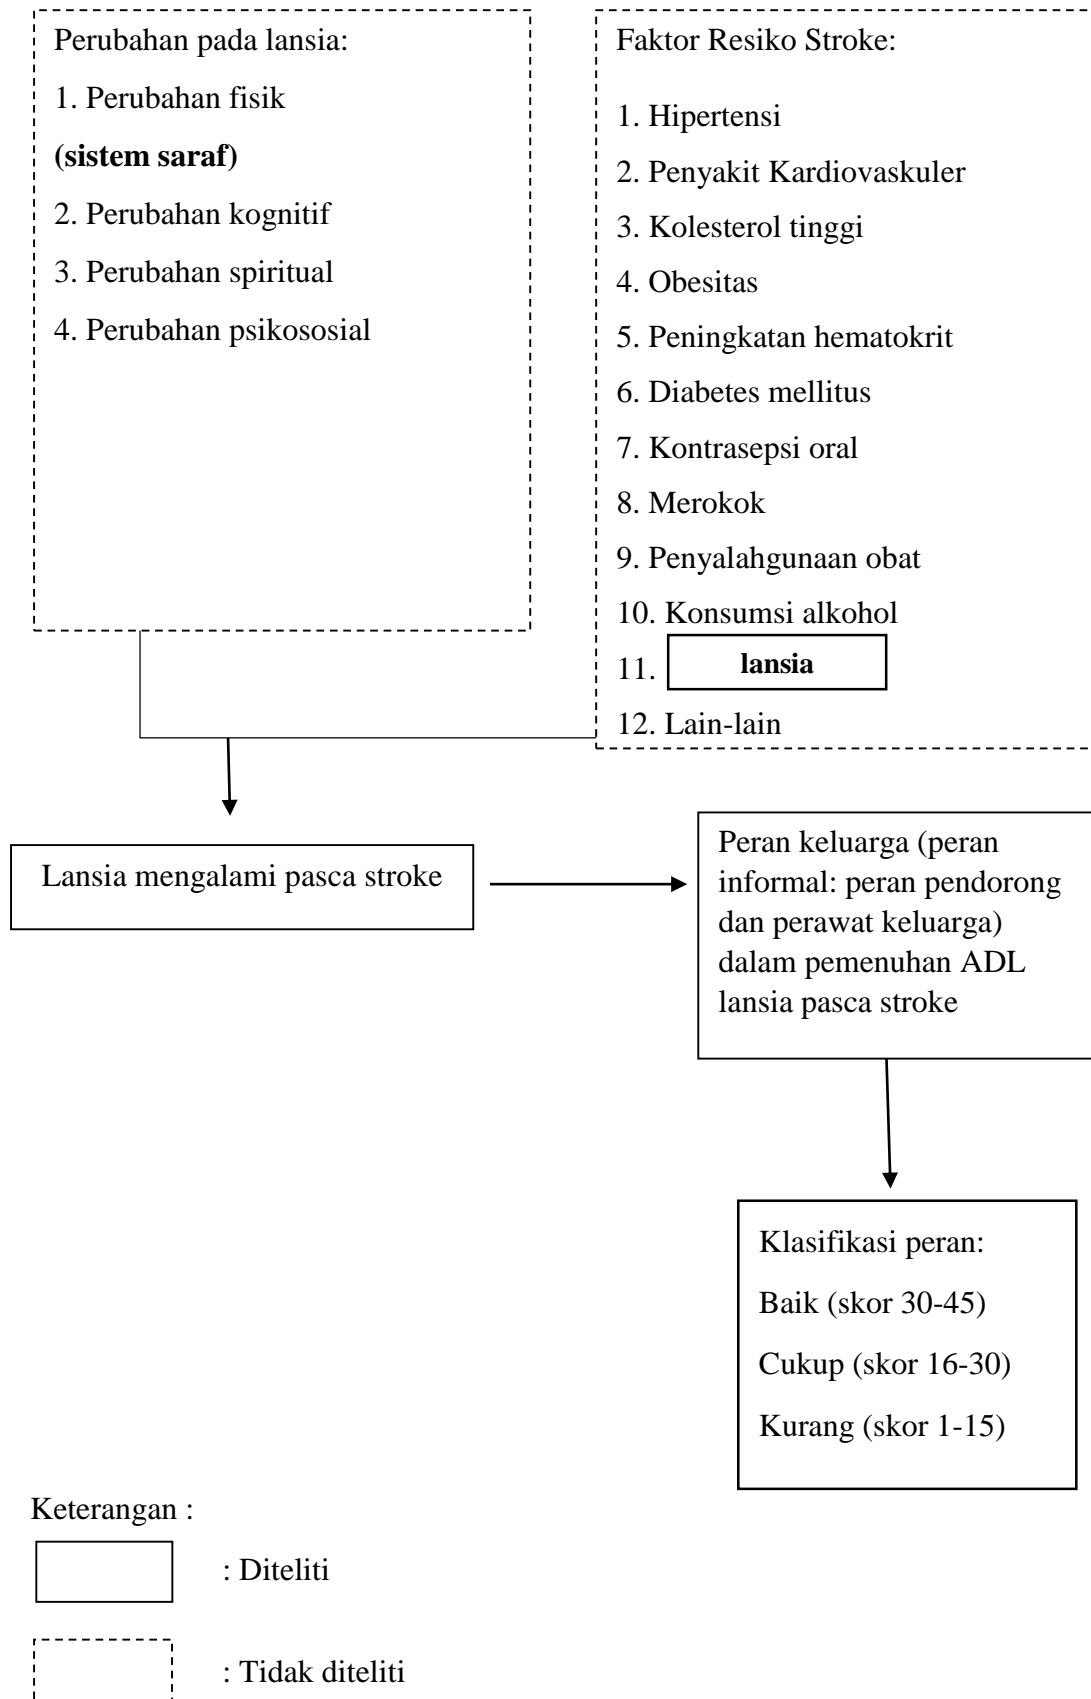 Perubahan pada lansia:
1. Perubahan fisik
(sistem saraf)
2. Perubahan kognitif
3. Perubahan spiritual
4. Perubahan psikososial
Faktor Resiko Stroke:
1. Hipertensi
2. Penyakit Kardiovaskuler
3. Kolesterol tinggi
4. Obesitas
5. Peningkatan hematokrit
6. Diabetes mellitus
7. Kontrasepsi oral
8. Merokok
9. Penyalahgunaan obat
10. Konsumsi alkohol
11. lansia
12. Lain-lain
Lansia mengalami pasca stroke
Peran keluarga (peran
informal: peran pendorong
dan perawat keluarga)
dalam pemenuhan ADL
lansia pasca stroke
Klasifikasi peran:
Baik (skor 30-45)
Cukup (skor 16-30)
Kurang (skor 1-15)
Keterangan :
: Diteliti
: Tidak diteliti